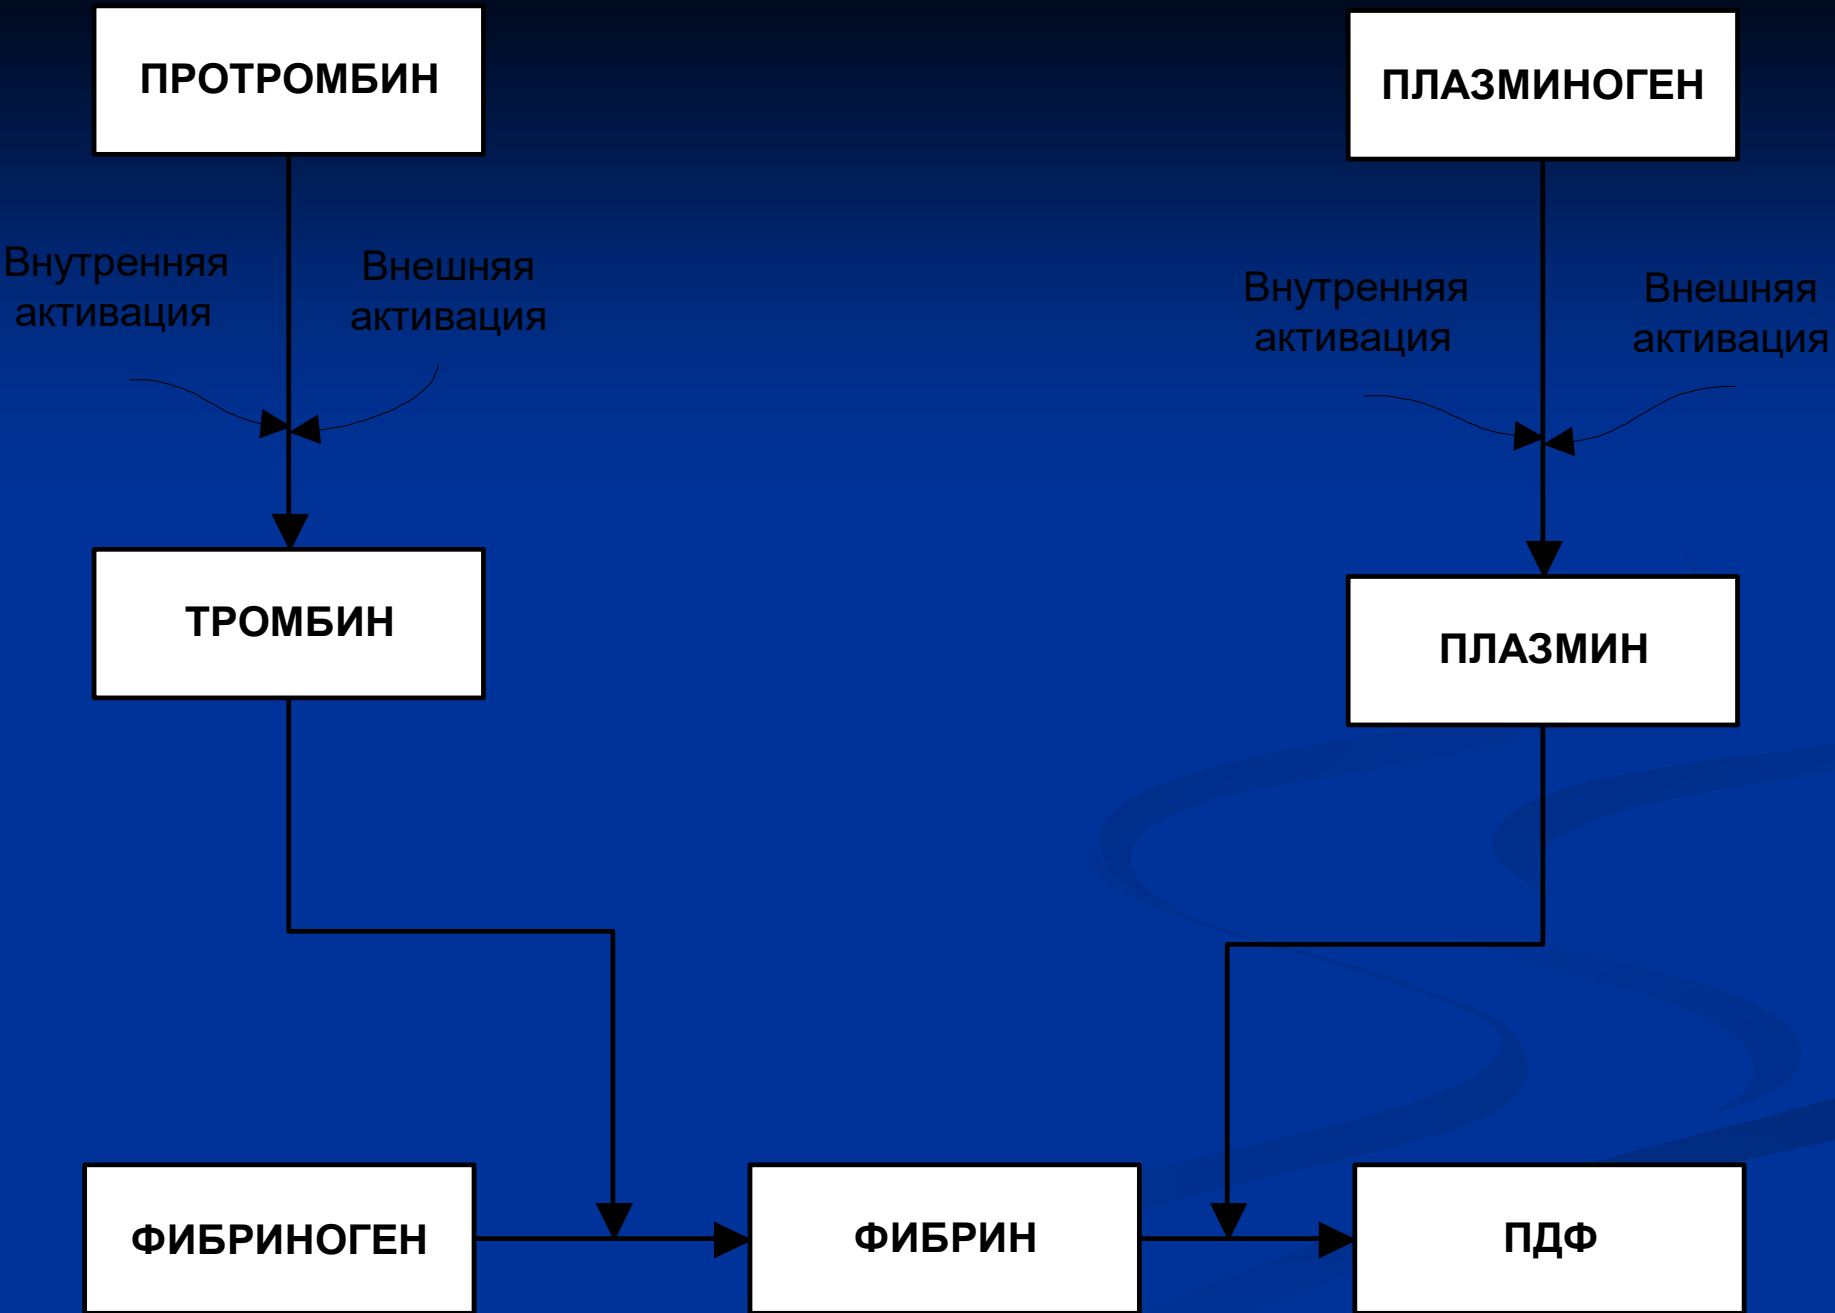 ПРОТРОМБИН
ПЛАЗМИНОГЕН
Внутренняя
активация
Внешняя
активация
Внутренняя
активация
Внешняя
активация
ТРОМБИН
ПЛАЗМИН
ФИБРИНОГЕН
ФИБРИН
ПДФ